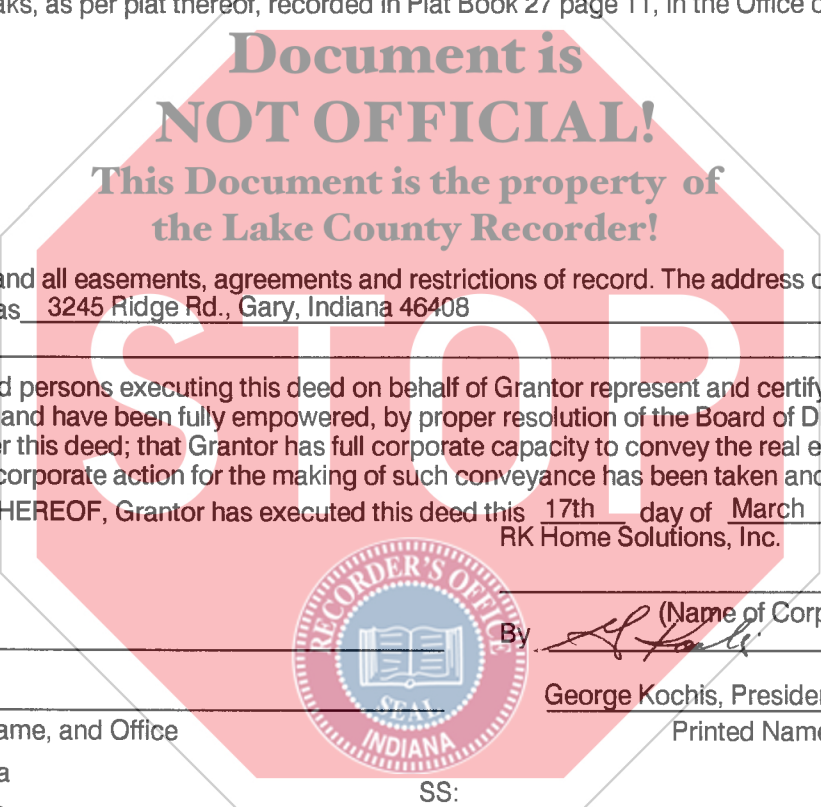 aks, as per plat thereof, recorded in Plat Book 27 page 11, in the Office o
Document is
NOT OFFICIAL!
This Document is the property of
the Lake County Recorder!
and all easements, agreements and restrictions of record. The address o
as 3245 Ridge Rd., Gary, Indiana 46408
STOP
d persons executing this deed on behalf of Grantor represent and certify
and have been fully empowered, by proper resolution of the Board of D
r this deed; that Grantor has full corporate capacity to convey the real e
corporate action for the making of such conveyance has been taken and
HEREOF, Grantor has executed this deed this 17th day of March
RK Home Solutions, Inc.
RECORDER'S OFFICE
SEAL
INDIANA
(Name of Corp
By
George Kochis, Presiden
ame, and Office
Printed Name
a
SS: